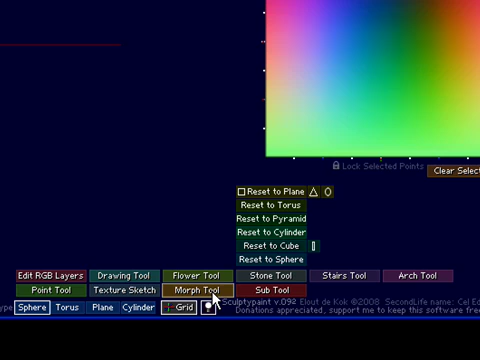 Lock Selected Points
Clear Selec
Reset to Plane
Reset to Torus
Reset to Pyramid
Reset to Cylinder
Reset to Cube
Reset to Sphere
Edit RGB Layers Drawing Tool Flower Tool Stone Tool Stairs Tool Arch Tool
Point Tool Texture Sketch Morph Tool Sub Tool
ype Sphere Torus Plane Cylinder Grid
Sculptypaint v.092 Elout de Kok ©2008 SecondLife name: Cel Ed
Donations appreciated, support me to keep this software free